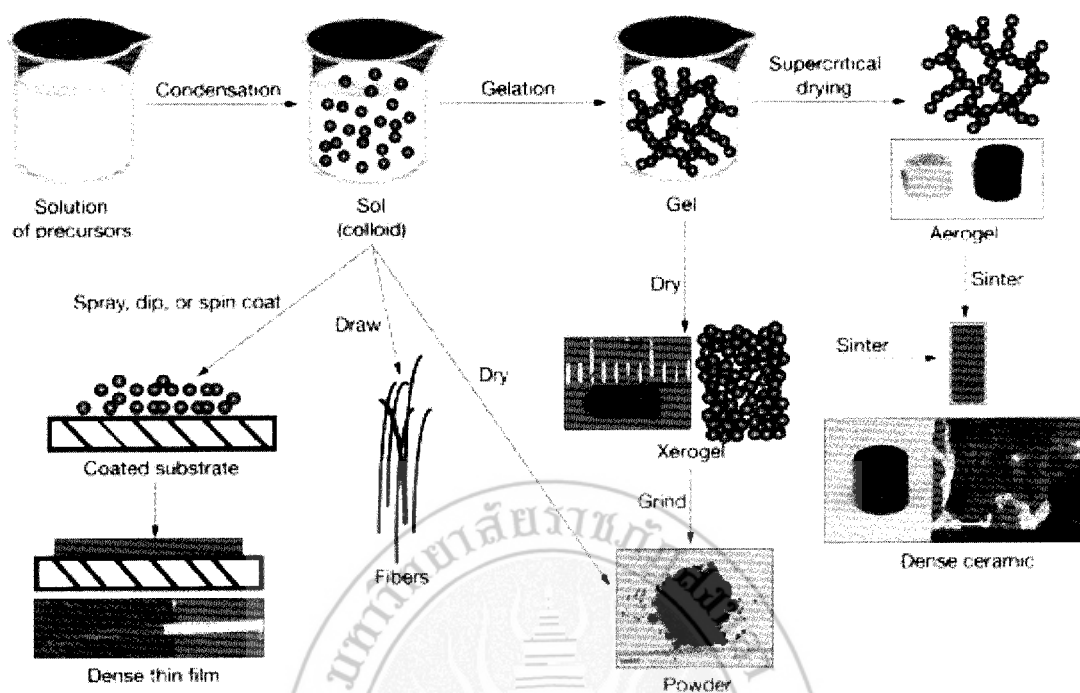 Condensation
Gelation
Supercritical
drying
Solution
of precursors
Sol
(colloid)
Gel
Aerogel
Spray, dip, or spin coat
Draw
Dry
Dry
Sinter
Sinter
Coated substrate
Xerogel
Grind
Fibers
Dense ceramic
Dense thin film
Powder